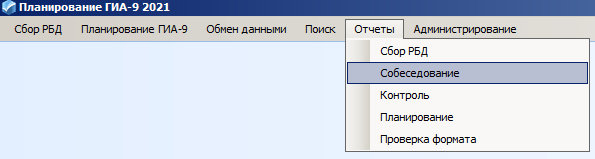 Планирование ГИА-9 2021
Сбор РБД Планирование ГИА-9 Обмен данными Поиск Отчеты Администрирование
Сбор РБД
Собеседование
Контроль
Планирование
Проверка формата